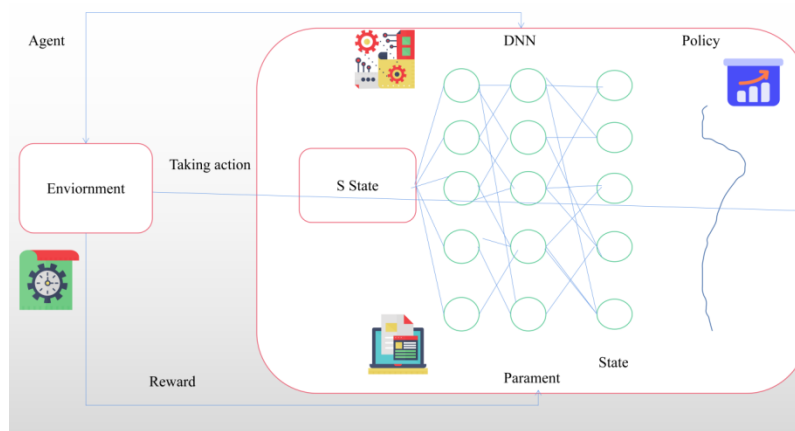 Agent
DNN
Policy
Taking action
Enviornment
S State
State
Reward
Parament